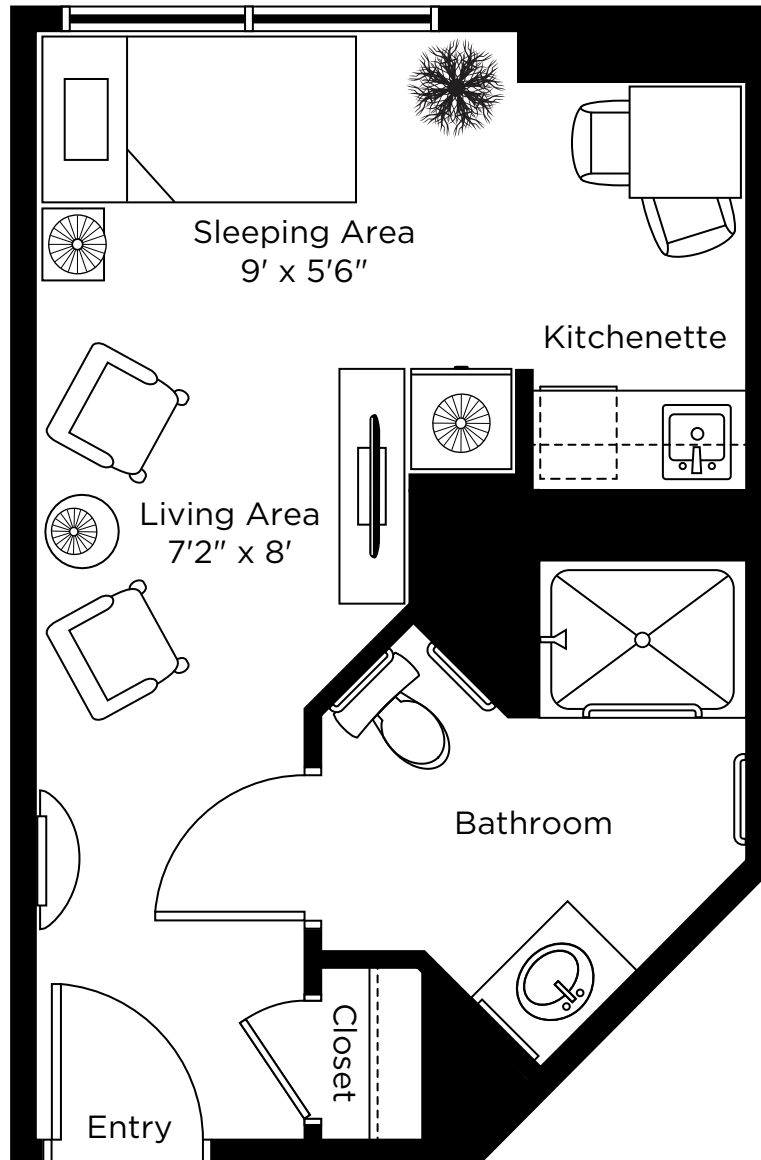 Sleeping Area
9' x 5'6"
Kitchenette
Living Area
7'2" x 8'
Bathroom
Closet
Entry